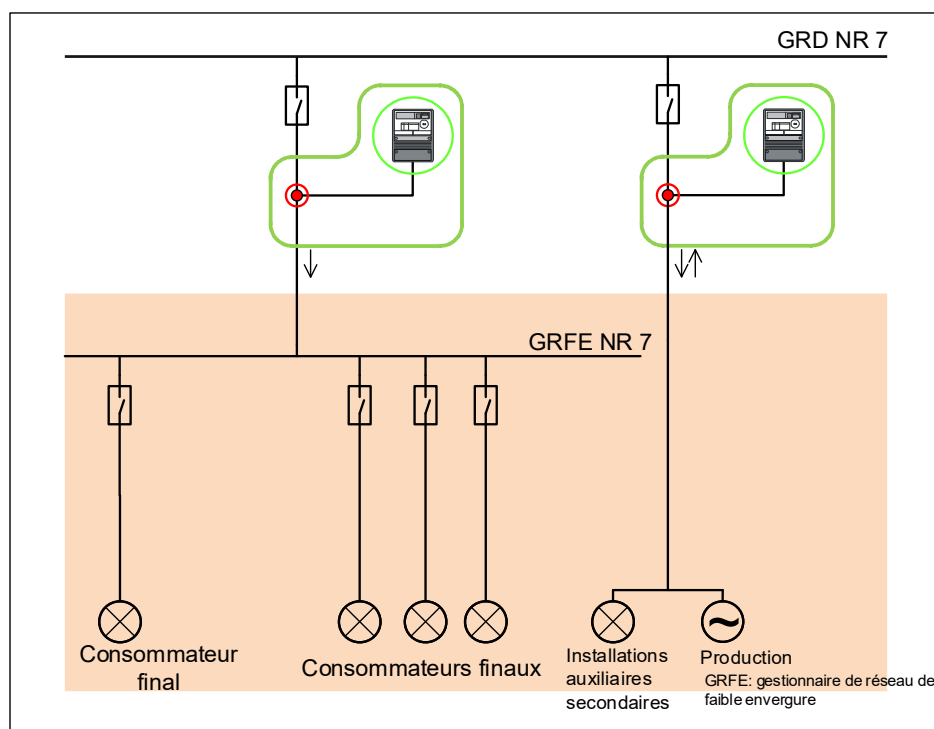 GRD NR 7
GRFE NR 7
Consommateur
final
Consommateurs finaux
Installations
auxiliaires
secondaires
Production
GRFE: gestionnaire de réseau de
faible envergure